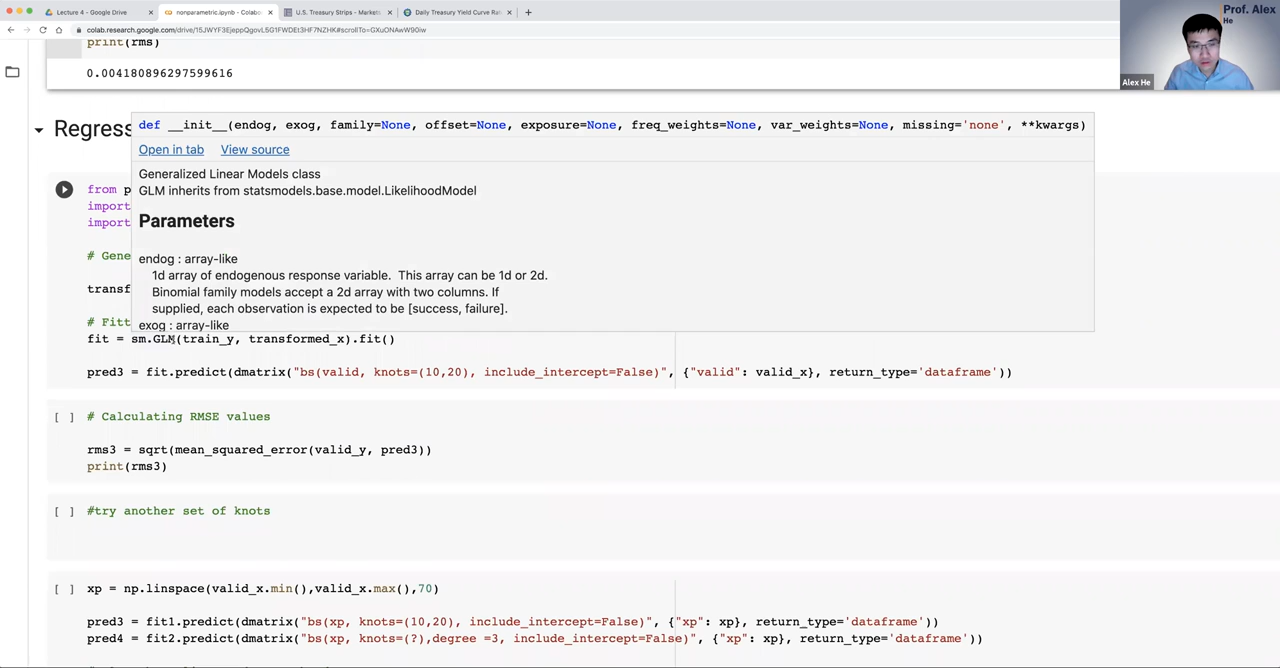 Lecture 4 - Google Drive
nonparametric.ipynb - Colabo
U.S. Treasury Strips - Market
Daily Treasury Yield Curve Ra
Prof. Alex
He
colab.research.google.com/drive/15JWYF3EjeppQgovL5G1FWDEt3HF7NZHK#scrollTo=GXuONAwW90iw
print(rms)
0.004180896297599616
Alex He
Regress
def __init__(endog, exog, family=None, offset=None, exposure=None, freq_weights=None, var_weights=None, missing='none', **kwargs)
Open in tab View source
Generalized Linear Models class
GLM inherits from statsmodels.base.model.LikelihoodModel
Parameters
endog : array-like
1d array of endogenous response variable. This array can be 1d or 2d.
Binomial family models accept a 2d array with two columns. If
supplied, each observation is expected to be [success, failure].
exog : array-like
from p
import
import
# Gene
transf
# Fitt
fit = sm.GLM(train_y, transformed_x).fit()
pred3 = fit.predict(dmatrix("bs(valid, knots=(10,20), include_intercept=False)", {"valid": valid_x}, return_type='dataframe'))
[ ] # Calculating RMSE values
rms3 = sqrt(mean_squared_error(valid_y, pred3))
print(rms3)
[ ] #try another set of knots
[ ] xp = np.linspace(valid_x.min(),valid_x.max(),70)
pred3 = fit1.predict(dmatrix("bs(xp, knots=(10,20), include_intercept=False)", {"xp": xp}, return_type='dataframe'))
pred4 = fit2.predict(dmatrix("bs(xp, knots=(?),degree =3, include_intercept=False)", {"xp": xp}, return_type='dataframe'))